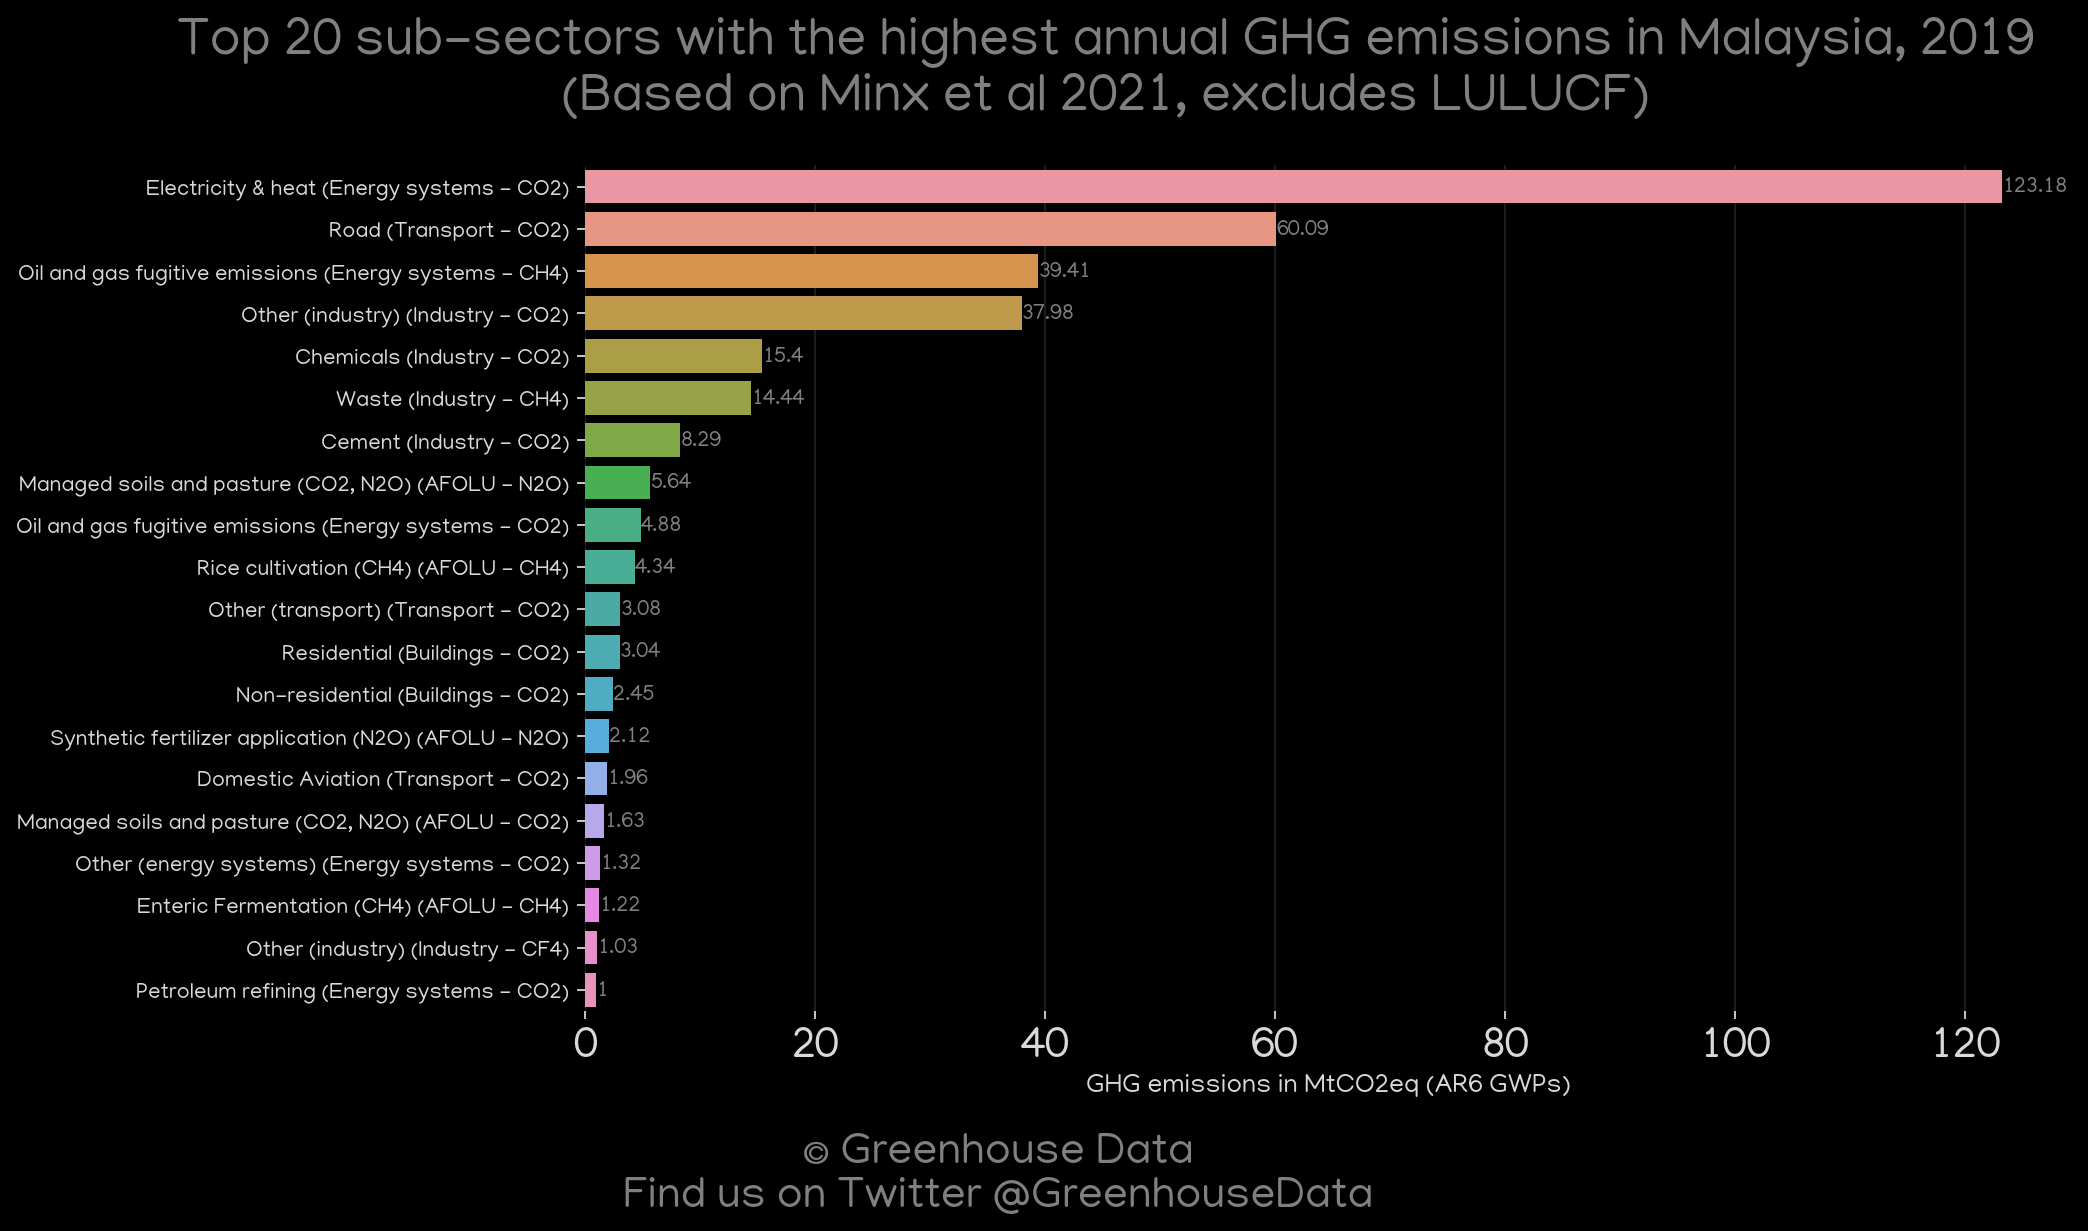 Top 20 sub-sectors with the highest annual GHG emissions in Malaysia, 2019
(Based on Minx et al 2021, excludes LULUCF)
Electricity & heat (Energy systems - CO2) 123.18
Road (Transport - CO2) 60.09
Oil and gas fugitive emissions (Energy systems - CH4) 39.41
Other (industry) (Industry - CO2) 37.98
Chemicals (Industry - CO2) 15.4
Waste (Industry - CH4) 14.44
Cement (Industry - CO2) 8.29
Managed soils and pasture (CO2, N2O) (AFOLU - N2O) 5.64
Oil and gas fugitive emissions (Energy systems - CO2) 4.88
Rice cultivation (CH4) (AFOLU - CH4) 4.34
Other (transport) (Transport - CO2) 3.08
Residential (Buildings - CO2) 3.04
Non-residential (Buildings - CO2) 2.45
Synthetic fertilizer application (N2O) (AFOLU - N2O) 2.12
Domestic Aviation (Transport - CO2) 1.96
Managed soils and pasture (CO2, N2O) (AFOLU - CO2) 1.63
Other (energy systems) (Energy systems - CO2) 1.32
Enteric Fermentation (CH4) (AFOLU - CH4) 1.22
Other (industry) (Industry - CF4) 1.03
Petroleum refining (Energy systems - CO2) 1
0 20 40 60 80 100 120
GHG emissions in MtCO2eq (AR6 GWPs)
© Greenhouse Data
Find us on Twitter @GreenhouseData